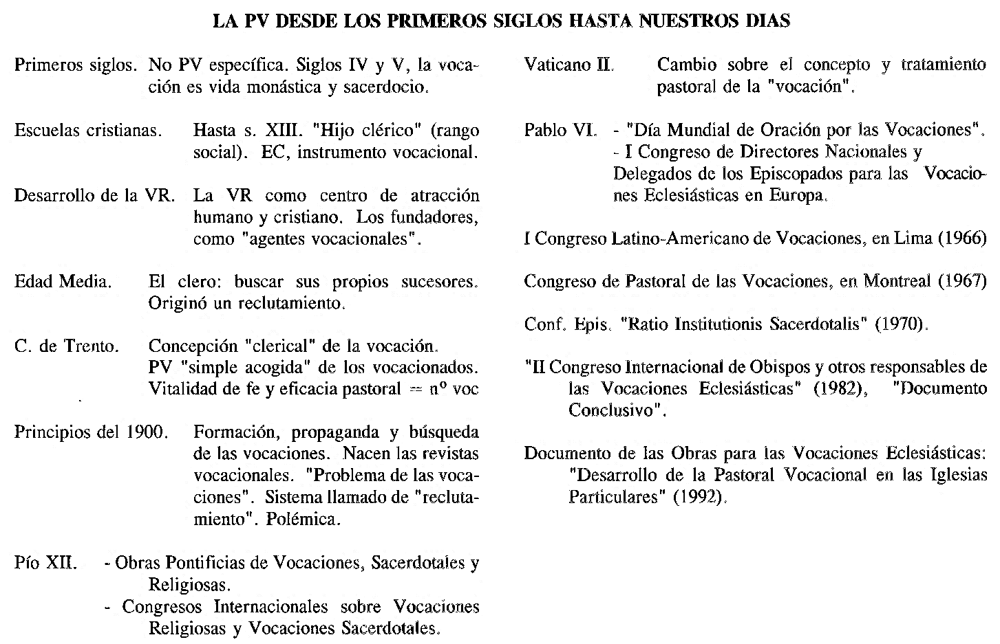 LA PV DESDE LOS PRIMEROS SIGLOS HASTA NUESTROS DIAS
Primeros siglos. No PV específica. Siglos IV y V, la voca-
ción es vida monástica y sacerdocio.
Escuelas cristianas. Hasta s. XIII. "Hijo clérico" (rango
social). EC, instrumento vocacional.
Desarrollo de la VR. La VR como centro de atracción
humano y cristiano. Los fundadores,
como "agentes vocacionales".
Edad Media. El clero: buscar sus propios sucesores.
Originó un reclutamiento.
C. de Trento. Concepción "clerical" de la vocación.
PV "simple acogida" de los vocacionados.
Vitalidad de fe y eficacia pastoral = nº voc
Principios del 1900. Formación, propaganda y búsqueda
de las vocaciones. Nacen las revistas
vocacionales. "Problema de las voca-
ciones". Sistema llamado de "recluta-
miento". Polémica.
Pío XII. - Obras Pontificias de Vocaciones, Sacerdotales y
Religiosas.
- Congresos Internacionales sobre Vocaciones
Religiosas y Vocaciones Sacerdotales.
Vaticano II. Cambio sobre el concepto y tratamiento
pastoral de la "vocación".
Pablo VI. - "Día Mundial de Oración por las Vocaciones".
- I Congreso de Directores Nacionales y
Delegados de los Episcopados para las Vocacio-
nes Eclesiásticas en Europa.
I Congreso Latino-Americano de Vocaciones, en Lima (1966)
Congreso de Pastoral de las Vocaciones, en Montreal (1967)
Conf. Epis. "Ratio Institutionis Sacerdotalis" (1970).
"II Congreso Internacional de Obispos y otros responsables de
las Vocaciones Eclesiásticas" (1982), "Documento
Conclusivo".
Documento de las Obras para las Vocaciones Eclesiásticas:
"Desarrollo de la Pastoral Vocacional en las Iglesias
Particulares" (1992).